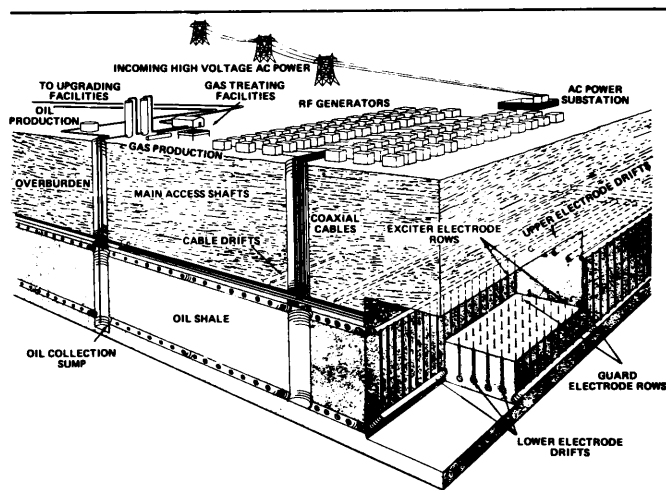 INCOMING HIGH VOLTAGE AC POWER
TO UPGRADING
FACILITIES
GAS TREATING
FACILITIES
OIL
PRODUCTION
RF GENERATORS
AC POWER
SUBSTATION
GAS PRODUCTION
OVERBURDEN
MAIN ACCESS SHAFTS
COAXIAL
CABLES
EXCITER ELECTRODE
ROWS
UPPER ELECTRODE DRIFTS
CABLE DRIFTS
OIL SHALE
OIL COLLECTION
SUMP
GUARD
ELECTRODE ROWS
LOWER ELECTRODE
DRIFTS